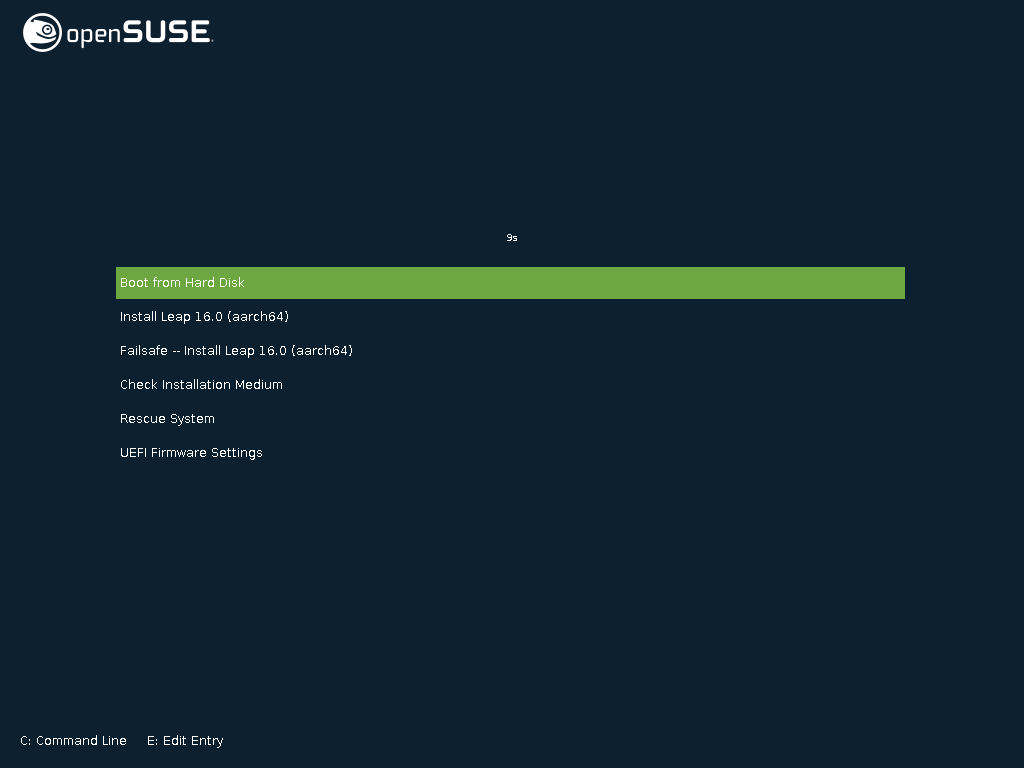 openSUSE.
9s
Boot from Hard Disk
Install Leap 16.0 (aarch64)
Failsafe -- Install Leap 16.0 (aarch64)
Check Installation Medium
Rescue System
UEFI Firmware Settings
C: Command Line E: Edit Entry